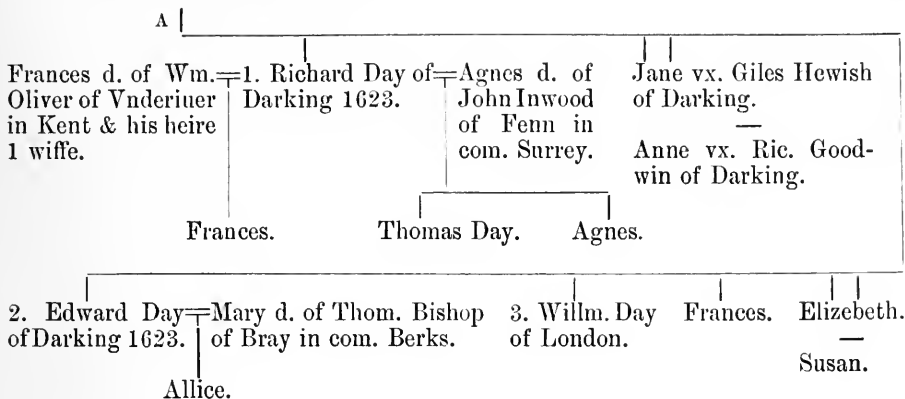 A
Frances d. of Wm.
Oliver of Vnderiuer
in Kent & his heire
1 wiffe.
1. Richard Day of
Darking 1623.
Agnes d. of
John Inwood
of Fenn in
com. Surrey.
Jane vx. Giles Hewish
of Darking.
Anne vx. Ric. Good-
win of Darking.
Frances.
Thomas Day.
Agnes.
2. Edward Day
of Darking 1623.
Mary d. of Thom. Bishop
of Bray in com. Berks.
3. Willm. Day
of London.
Frances.
Elizebeth.
Susan.
Allice.